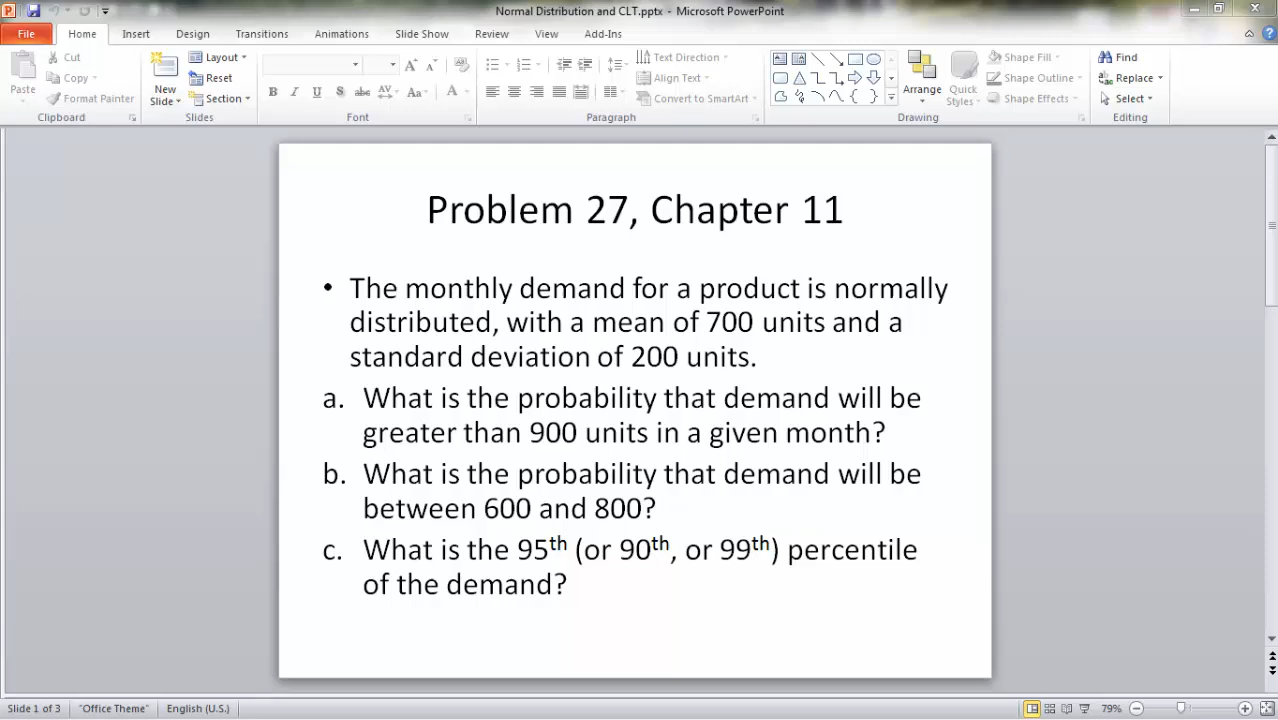 Normal Distribution and CLT.pptx - Microsoft PowerPoint
File Home Insert Design Transitions Animations Slide Show Review View Add-Ins
Paste
Cut
Copy
Format Painter
Clipboard
New
Slide
Layout
Reset
Section
Slides
B I U S abc AV Aa A
Font
Text Direction
Align Text
Convert to SmartArt
Paragraph
Arrange
Quick
Styles
Shape Fill
Shape Outline
Shape Effects
Drawing
Find
Replace
Select
Editing
Problem 27, Chapter 11
• The monthly demand for a product is normally
distributed, with a mean of 700 units and a
standard deviation of 200 units.
a. What is the probability that demand will be
greater than 900 units in a given month?
b. What is the probability that demand will be
between 600 and 800?
c. What is the 95th (or 90th, or 99th) percentile
of the demand?
Slide 1 of 3 "Office Theme" English (U.S.) 79%